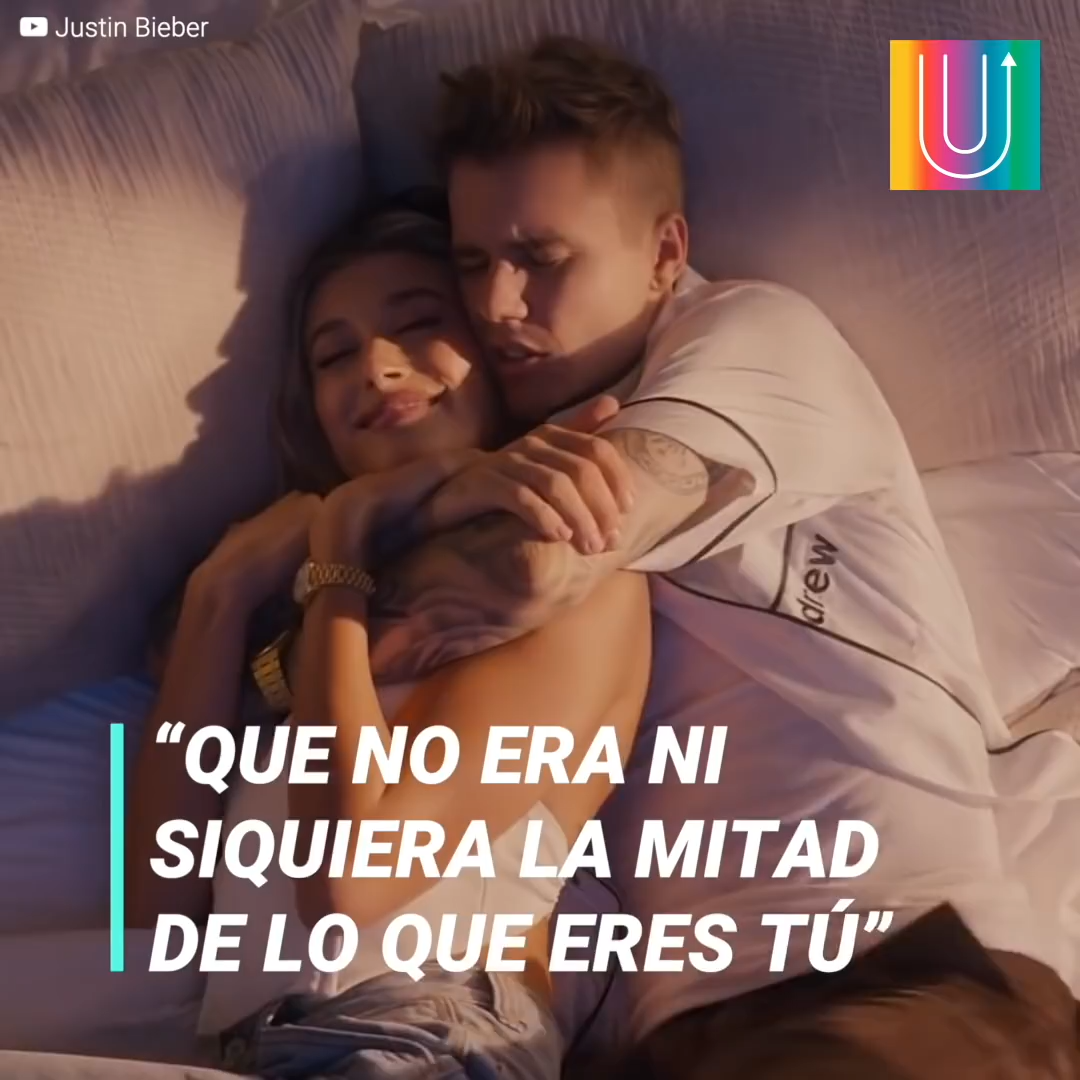 Justin Bieber
U
drew
“QUE NO ERA NI
SIQUIERA LA MITAD
DE LO QUE ERES TÚ”